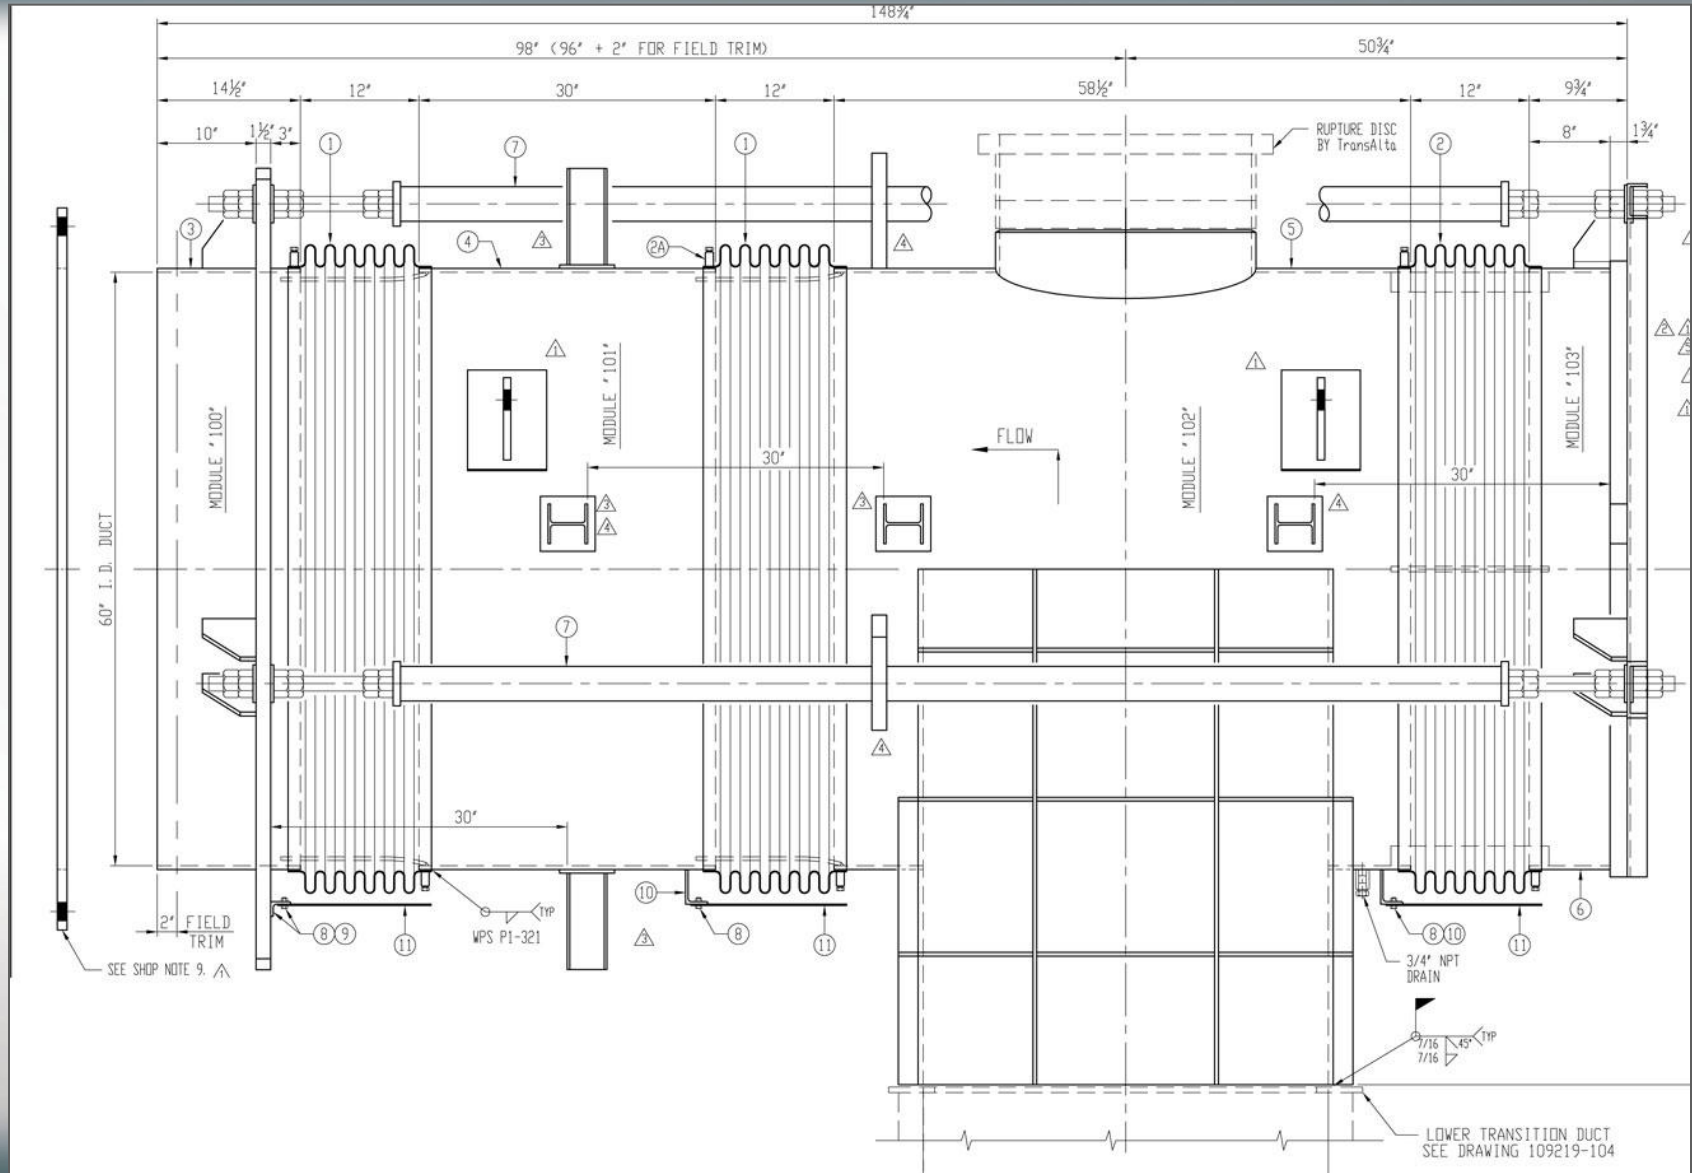 148¾"
98" (96" + 2" FOR FIELD TRIM)
50¾"
14½"
12"
30"
12"
58½"
12"
9¾"
10"
1½"
3"
8"
1¾"
1
7
1
RUPTURE DISC
BY TransAlta
2
3
4
3
2A
4
5
1
1
2
MODULE "100"
MODULE "101"
MODULE "102"
MODULE "103"
FLOW
30"
30"
3
4
3
4
60" I.D. DUCT
7
4
30"
2" FIELD
TRIM
8
9
11
TYP
WPS P1-321
10
3
8
11
8
10
11
6
SEE SHOP NOTE 9.
1
3/4" NPT
DRAIN
7/16
45°
TYP
7/16
LOWER TRANSITION DUCT
SEE DRAWING 109219-104